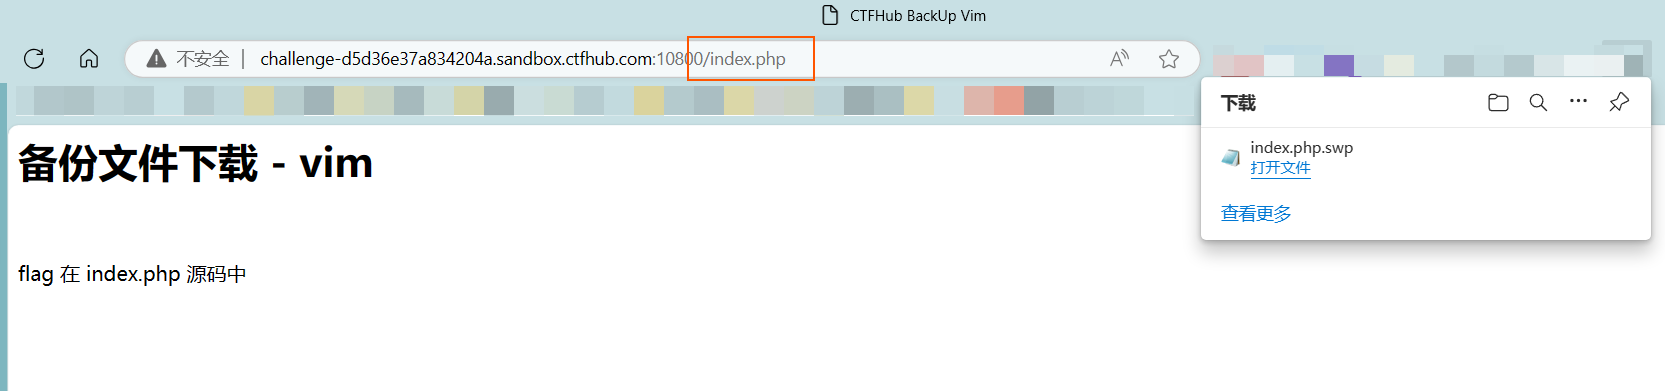 CTFHub BackUp Vim
不安全 challenge-d5d36e37a834204a.sandbox.ctfhub.com:10800/index.php
下载
index.php.swp
打开文件
查看更多
备份文件下载 - vim
flag 在 index.php 源码中